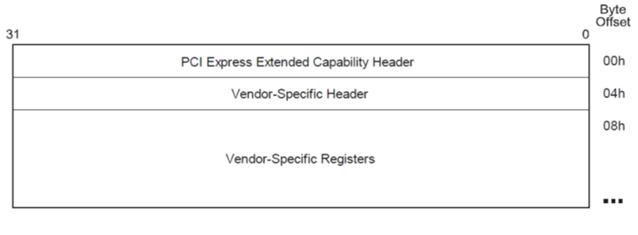 Byte
Offset
31 0
PCI Express Extended Capability Header 00h
Vendor-Specific Header 04h
08h
Vendor-Specific Registers
...